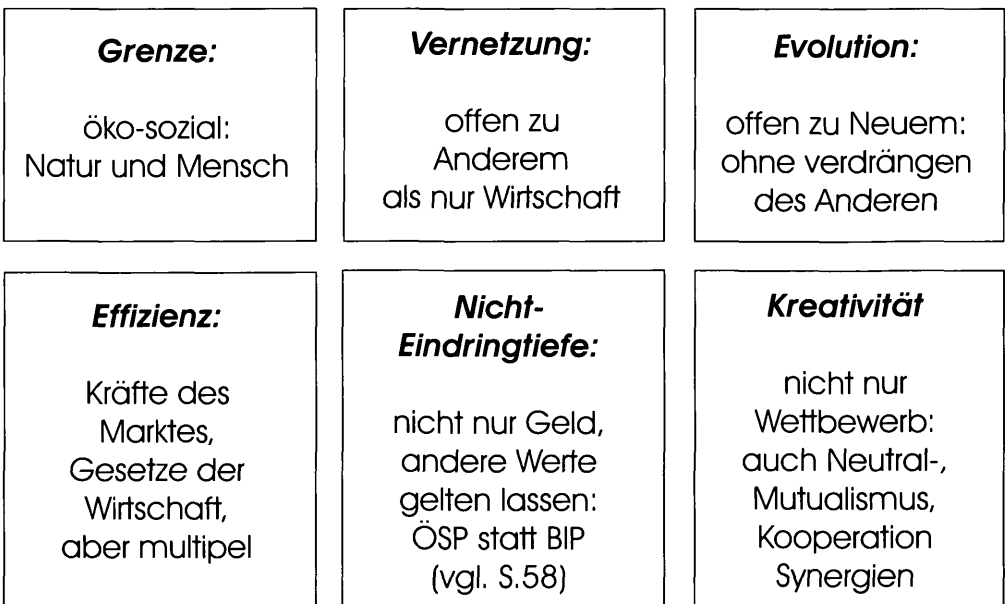 Grenze:
öko-sozial:
Natur und Mensch
Vernetzung:
offen zu
Anderem
als nur Wirtschaft
Evolution:
offen zu Neuem:
ohne verdrängen
des Anderen
Effizienz:
Kräfte des
Marktes,
Gesetze der
Wirtschaft,
aber multipel
Nicht-
Eindringtiefe:
nicht nur Geld,
andere Werte
gelten lassen:
ÖSP statt BIP
(vgl. S.58)
Kreativität
nicht nur
Wettbewerb:
auch Neutral-,
Mutualismus,
Kooperation
Synergien